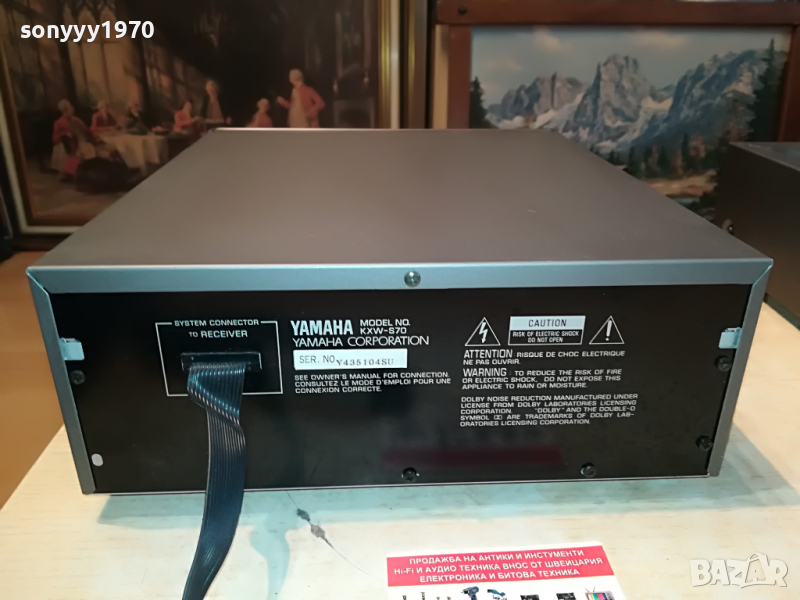 sonyyy1970
SYSTEM CONNECTOR
TO RECEIVER
YAMAHA MODEL NO. KXW-S70
YAMAHA CORPORATION
SER. NO. Y435104SU
SEE OWNER'S MANUAL FOR CONNECTION.
CONSULTEZ LE MODE D'EMPLOI POUR UNE
CONNEXION CORRECTE.
CAUTION
RISK OF ELECTRIC SHOCK
DO NOT OPEN
ATTENTION : RISQUE DE CHOC ELECTRIQUE
NE PAS OUVRIR.
WARNING : TO REDUCE THE RISK OF FIRE
OR ELECTRIC SHOCK, DO NOT EXPOSE THIS
APPLIANCE TO RAIN OR MOISTURE.
DOLBY NOISE REDUCTION MANUFACTURED UNDER
LICENSE FROM DOLBY LABORATORIES LICENSING
CORPORATION. "DOLBY" AND THE DOUBLE-D
SYMBOL ARE TRADEMARKS OF DOLBY LAB-
ORATORIES LICENSING CORPORATION.
ПРОДАЖБА НА АНТИКИ И ИНСТУМЕНТИ
Hi-Fi И АУДИО ТЕХНИКА ВНОС ОТ ШВЕЙЦАРИЯ
ЕЛЕКТРОНИКА И БИТОВА ТЕХНИКА
BAZAR